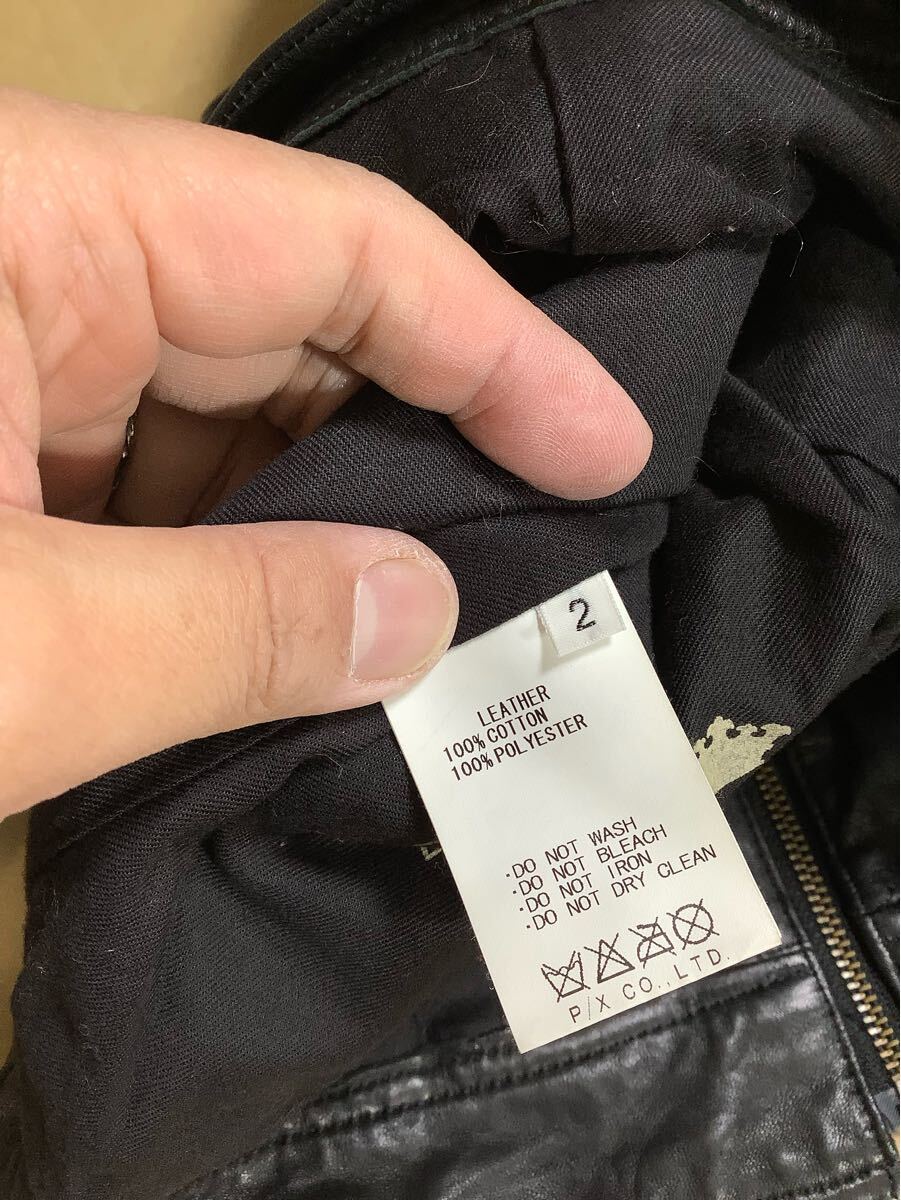 2
LEATHER
100% COTTON
100% POLYESTER
·DO NOT WASH
·DO NOT BLEACH
·DO NOT IRON
·DO NOT DRY CLEAN
P/X CO.,LTD.